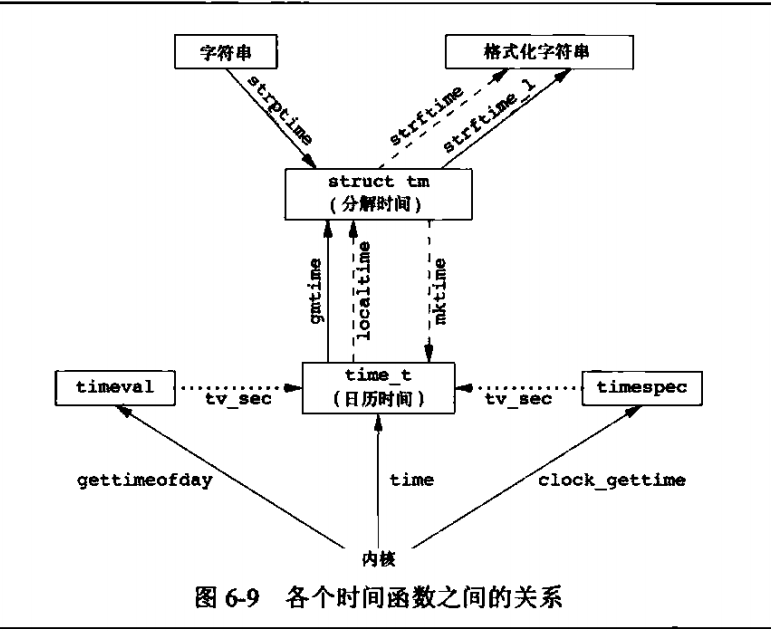 字符串
格式化字符串
strptime
strftime
strftime_l
struct tm
(分解时间)
gmtime
localtime
mktime
timeval
tv_sec
time_t
(日历时间)
tv_sec
timespec
gettimeofday
time
clock_gettime
内核
图 6-9 各个时间函数之间的关系